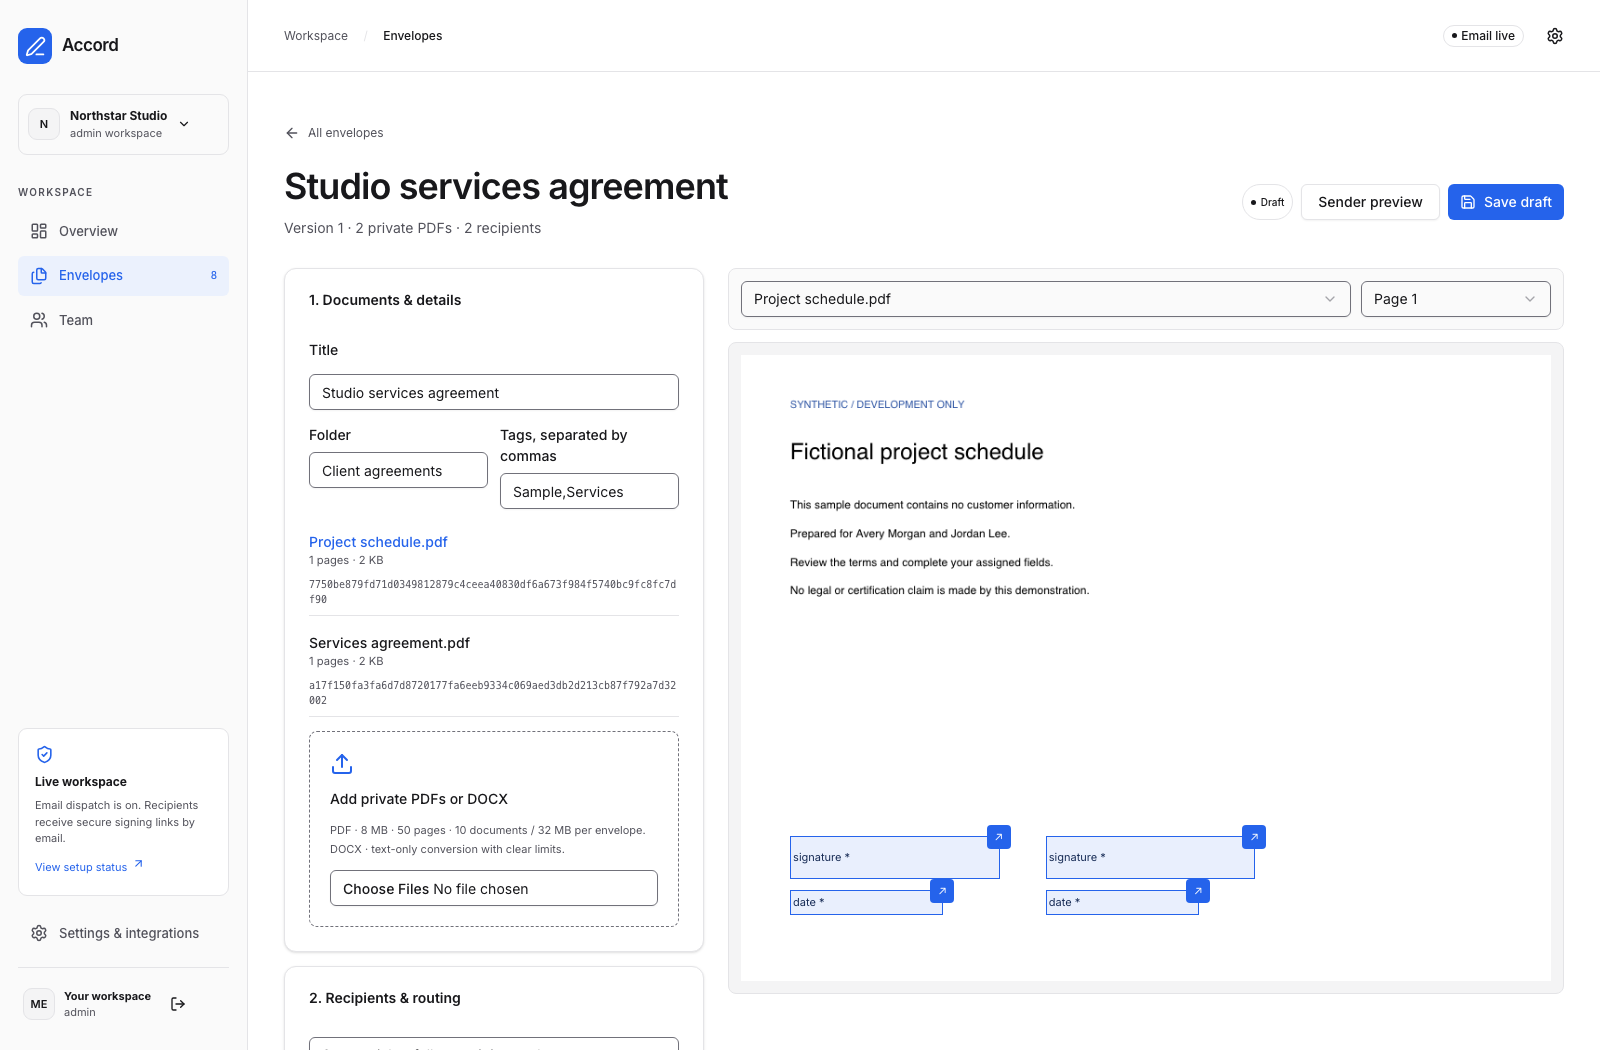 Accord
N
Northstar Studio
admin workspace
WORKSPACE
Overview
Envelopes
8
Team
Live workspace
Email dispatch is on. Recipients
receive secure signing links by
email.
View setup status
Settings & integrations
ME
Your workspace
admin
Workspace / Envelopes
Email live
All envelopes
Studio services agreement
Version 1 · 2 private PDFs · 2 recipients
Draft
Sender preview
Save draft
1. Documents & details
Title
Studio services agreement
Folder
Client agreements
Tags, separated by
commas
Sample,Services
Project schedule.pdf
1 pages · 2 KB
7750be879fd71d0349812879c4ceea40830df6a673f984f5740bc9fc8fc7d
f90
Services agreement.pdf
1 pages · 2 KB
a17f150fa3fa6d7d8720177fa6eeb9334c069aed3db2d213cb87f792a7d32
002
Add private PDFs or DOCX
PDF · 8 MB · 50 pages · 10 documents / 32 MB per envelope.
DOCX · text-only conversion with clear limits.
Choose Files No file chosen
2. Recipients & routing
Project schedule.pdf
Page 1
SYNTHETIC / DEVELOPMENT ONLY
Fictional project schedule
This sample document contains no customer information.
Prepared for Avery Morgan and Jordan Lee.
Review the terms and complete your assigned fields.
No legal or certification claim is made by this demonstration.
signature *
signature *
date *
date *